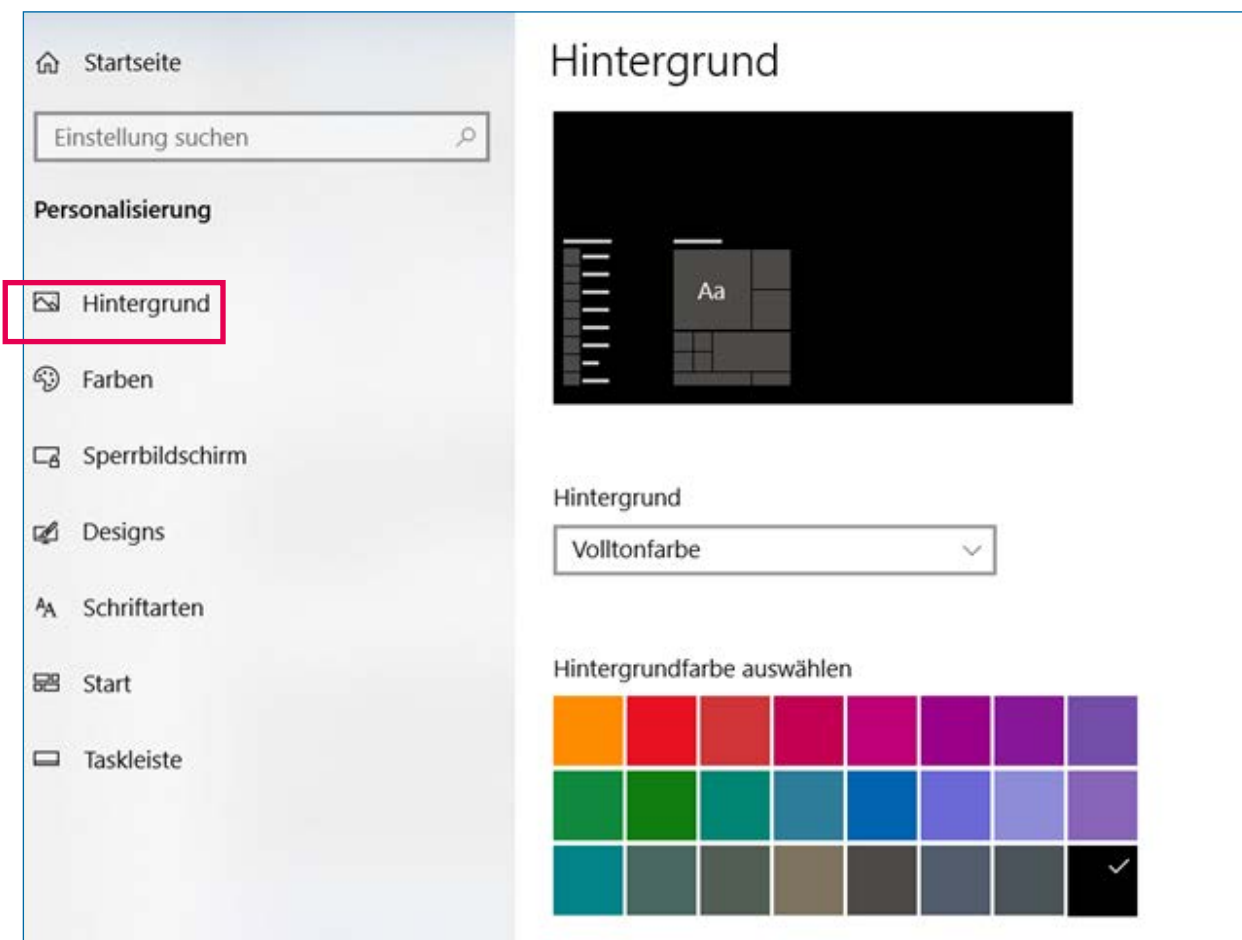 Startseite
Einstellung suchen
Personalisierung
Hintergrund
Farben
Sperrbildschirm
Designs
Schriftarten
Start
Taskleiste
Hintergrund
Aa
Hintergrund
Volltonfarbe
Hintergrundfarbe auswählen